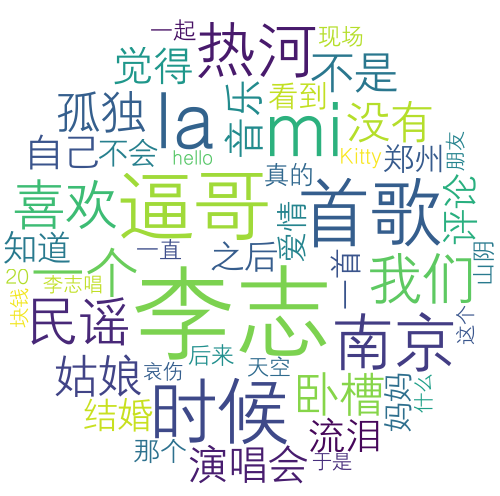 一起
现场
热河
觉得
不是
la
mi
音乐
看到
没有
孤独
自己
不会
hello
Kitty
郑州
朋友
真的
喜欢
逼哥
首歌
评论
爱情
知道
一个
一直
之后
一首
我们
山阴
20
块钱
李志唱
李志
这个
民谣
南京
姑娘
哀伤
后来
天空
卧槽
妈妈
什么
结婚
时候
流泪
那个
演唱会
于是